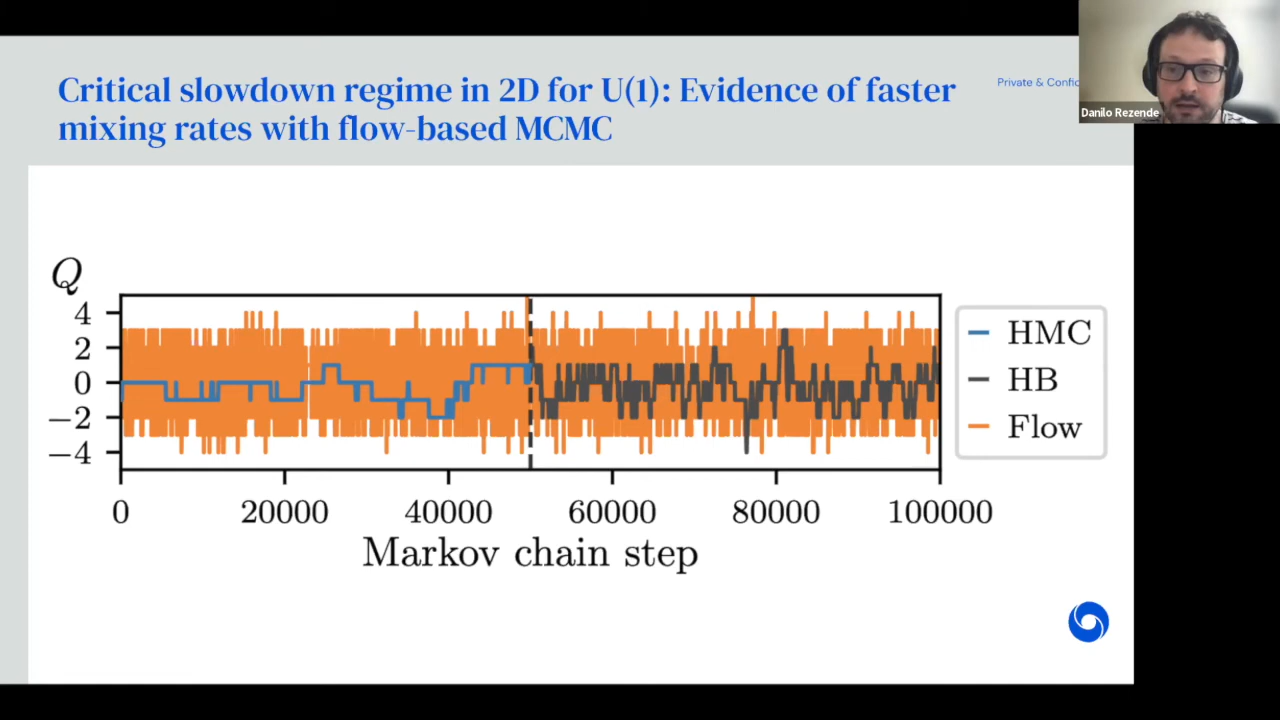 Critical slowdown regime in 2D for U(1): Evidence of faster
mixing rates with flow-based MCMC
Private & Confid
Danilo Rezende
Q
4
2
0
−2
−4
0 20000 40000 60000 80000 100000
Markov chain step
HMC
HB
Flow